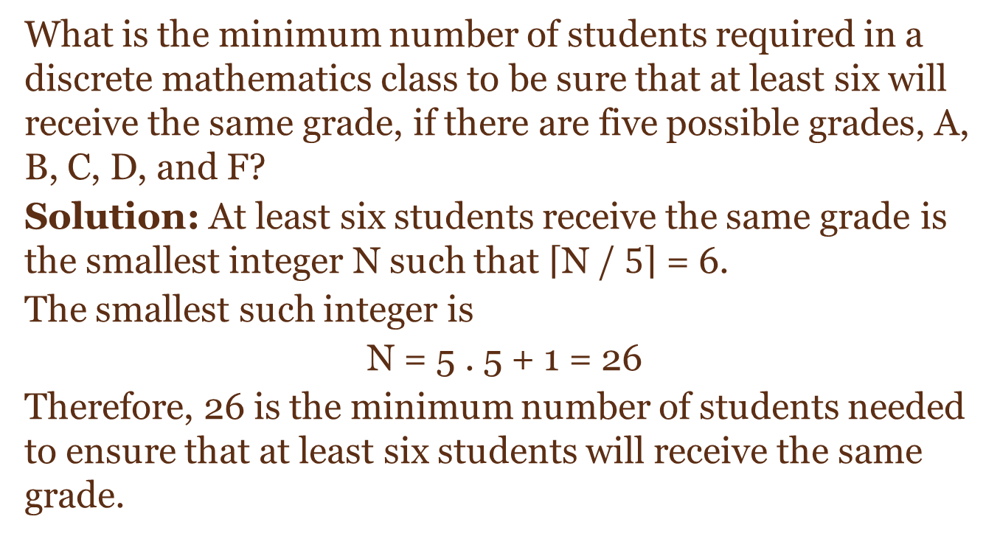 What is the minimum number of students required in a
discrete mathematics class to be sure that at least six will
receive the same grade, if there are five possible grades, A,
B, C, D, and F?
Solution: At least six students receive the same grade is
the smallest integer N such that ⌈N / 5⌉ = 6.
The smallest such integer is
N = 5 . 5 + 1 = 26
Therefore, 26 is the minimum number of students needed
to ensure that at least six students will receive the same
grade.